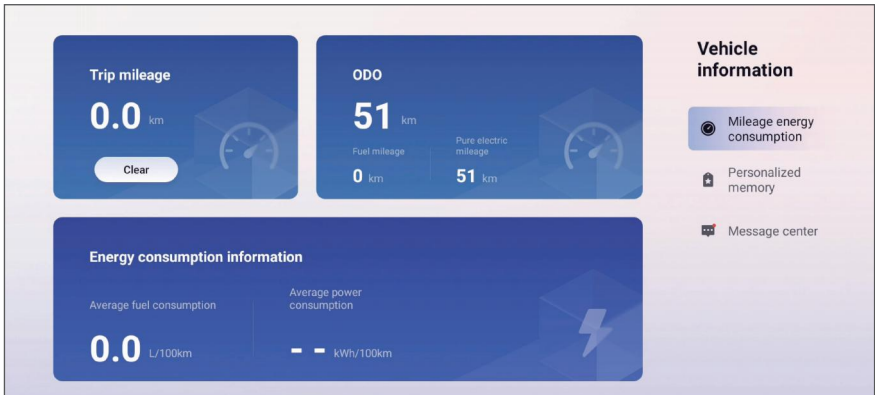 Trip mileage
0.0 km
Clear
ODO
51 km
Fuel mileage
0 km
Pure electric
mileage
51 km
Energy consumption information
Average fuel consumption
0.0 L/100km
Average power
consumption
-- kWh/100km
Vehicle
information
Mileage energy
consumption
Personalized
memory
Message center